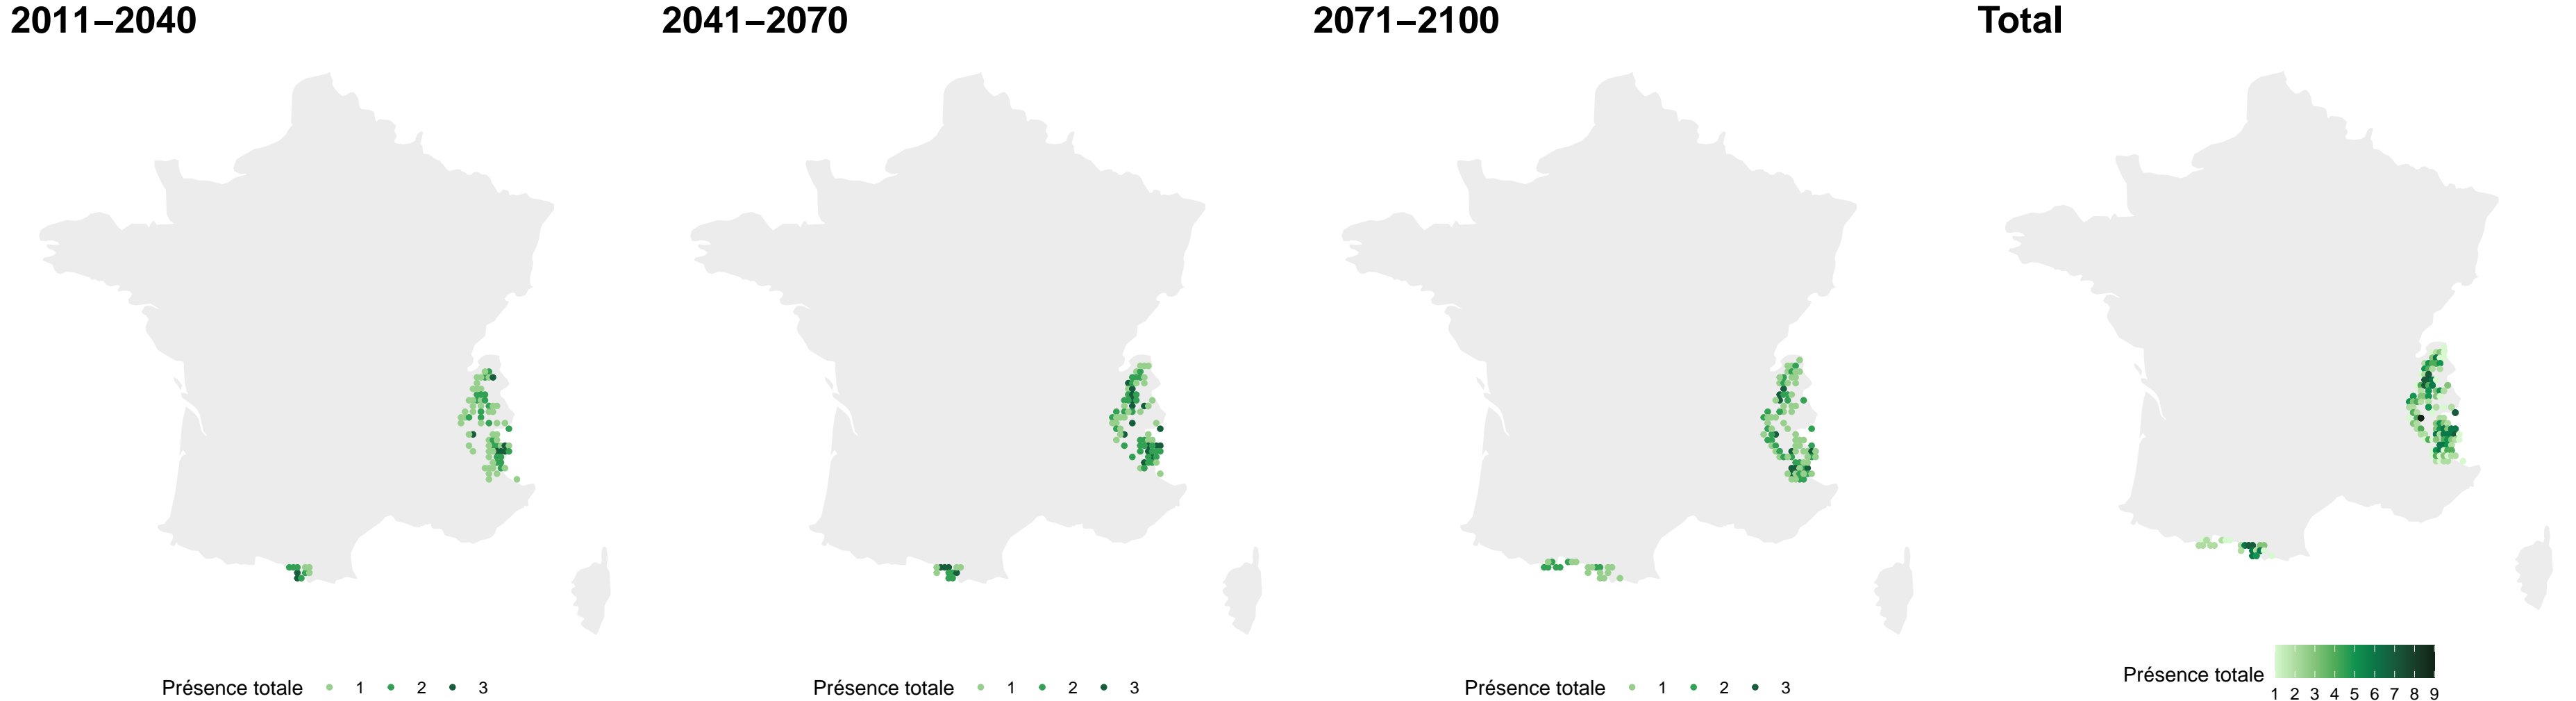 2011–2040
2041–2070
2071–2100
Total
Présence totale 1 2 3
Présence totale 1 2 3
Présence totale 1 2 3
Présence totale
1 2 3 4 5 6 7 8 9